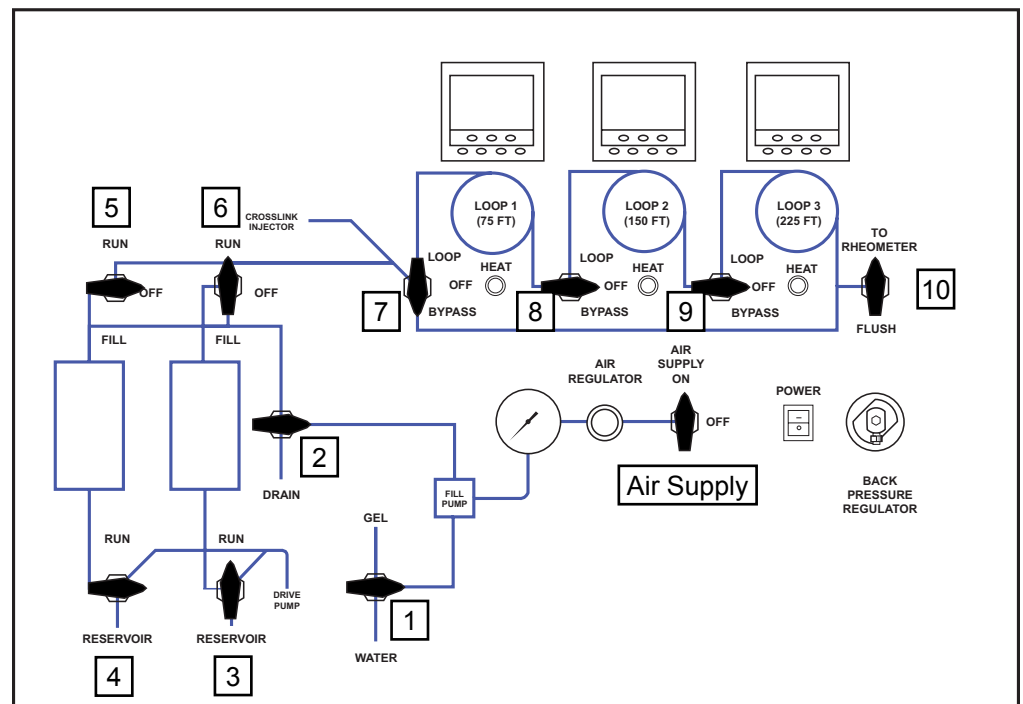 5
RUN
OFF
FILL
6
RUN
OFF
FILL
CROSSLINK
INJECTOR
LOOP 1
(75 FT)
LOOP 2
(150 FT)
LOOP 3
(225 FT)
LOOP
OFF
BYPASS
HEAT
7
LOOP
OFF
BYPASS
HEAT
8
LOOP
OFF
BYPASS
HEAT
9
TO
RHEOMETER
FLUSH
10
2
DRAIN
FILL
PUMP
AIR
REGULATOR
AIR
SUPPLY
ON
OFF
Air Supply
POWER
BACK
PRESSURE
REGULATOR
RUN
RESERVOIR
4
RUN
RESERVOIR
3
DRIVE
PUMP
GEL
WATER
1